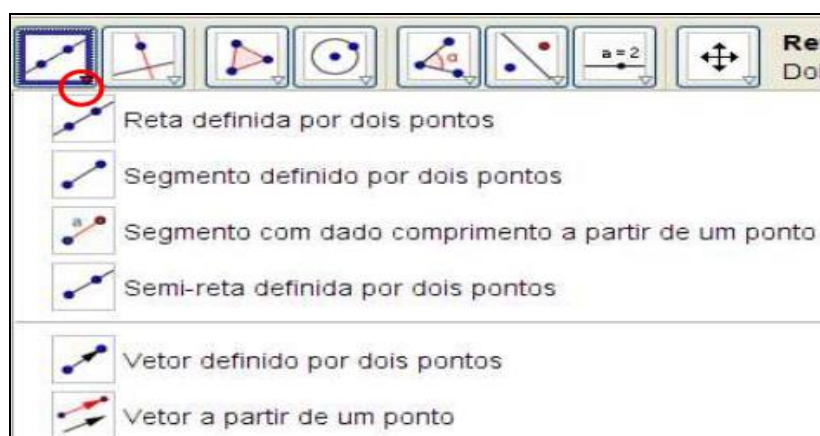 α
a = 2
Re
Doi
Reta definida por dois pontos
Segmento definido por dois pontos
a
Segmento com dado comprimento a partir de um ponto
Semi-reta definida por dois pontos
Vetor definido por dois pontos
Vetor a partir de um ponto